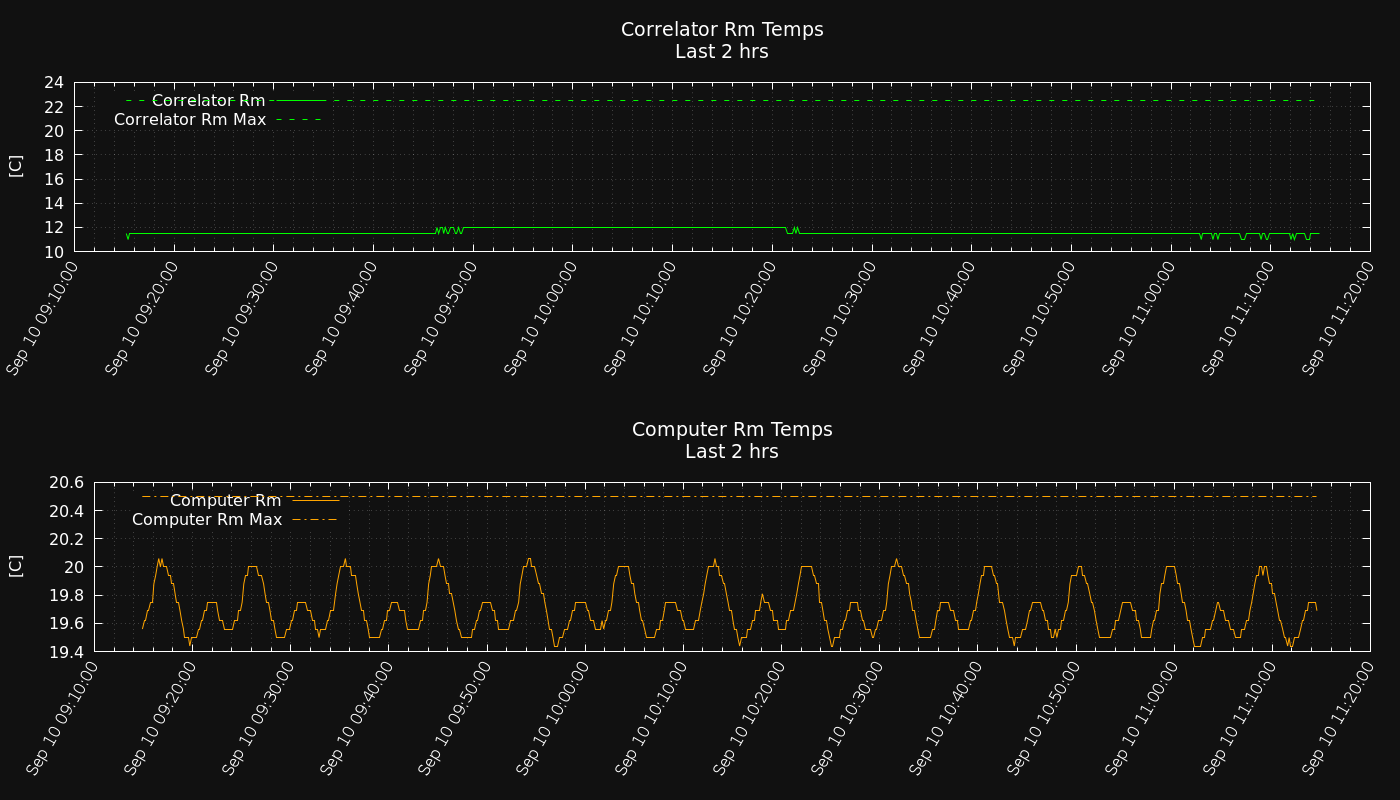 Correlator Rm Temps
Last 2 hrs
24
22
20
18
16
14
12
10
[C]
Correlator Rm
Correlator Rm Max
Sep 10 09:10:00
Sep 10 09:20:00
Sep 10 09:30:00
Sep 10 09:40:00
Sep 10 09:50:00
Sep 10 10:00:00
Sep 10 10:10:00
Sep 10 10:20:00
Sep 10 10:30:00
Sep 10 10:40:00
Sep 10 10:50:00
Sep 10 11:00:00
Sep 10 11:10:00
Sep 10 11:20:00
Computer Rm Temps
Last 2 hrs
20.6
20.4
20.2
20
19.8
19.6
19.4
[C]
Computer Rm
Computer Rm Max
Sep 10 09:10:00
Sep 10 09:20:00
Sep 10 09:30:00
Sep 10 09:40:00
Sep 10 09:50:00
Sep 10 10:00:00
Sep 10 10:10:00
Sep 10 10:20:00
Sep 10 10:30:00
Sep 10 10:40:00
Sep 10 10:50:00
Sep 10 11:00:00
Sep 10 11:10:00
Sep 10 11:20:00